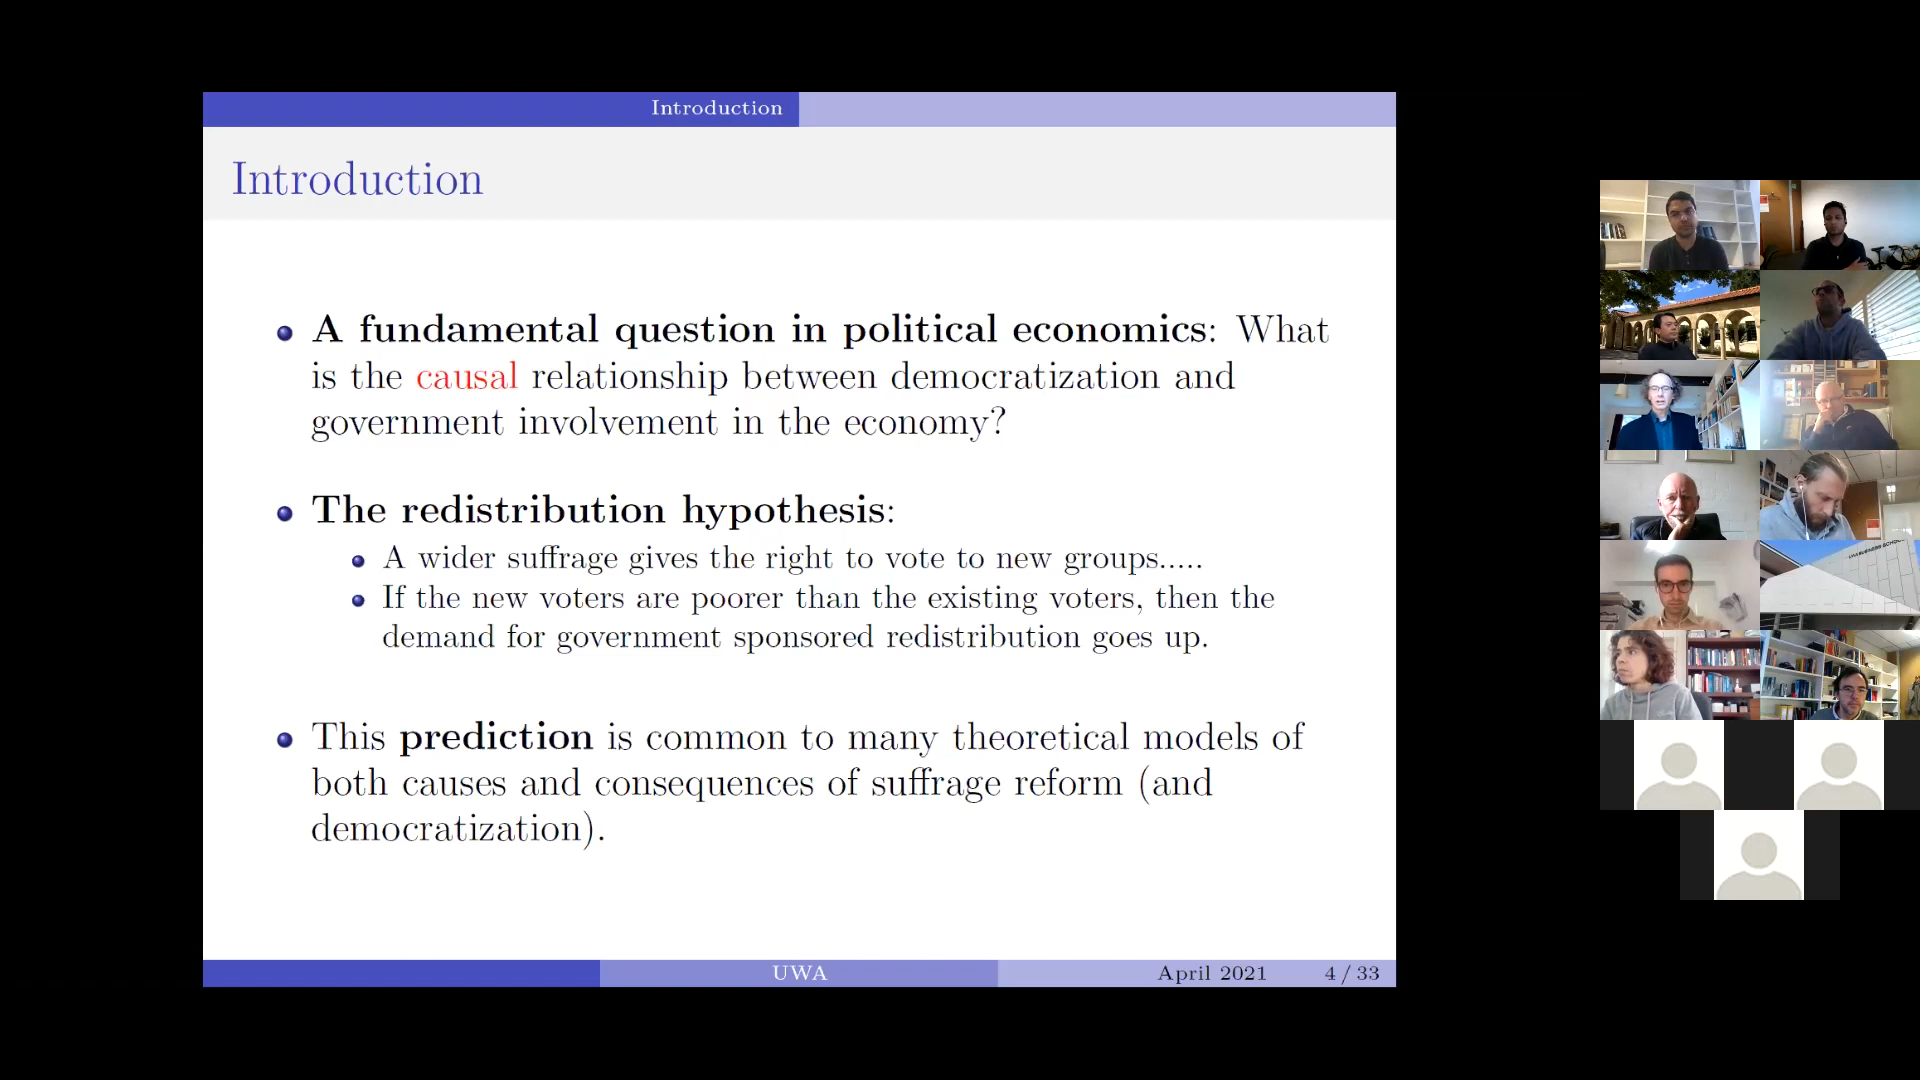 Introduction
Introduction
A fundamental question in political economics: What
is the causal relationship between democratization and
government involvement in the economy?
The redistribution hypothesis:
A wider suffrage gives the right to vote to new groups.....
If the new voters are poorer than the existing voters, then the
demand for government sponsored redistribution goes up.
This prediction is common to many theoretical models of
both causes and consequences of suffrage reform (and
democratization).
UWA April 2021 4 / 33
UWA BUSINESS SCHOOL